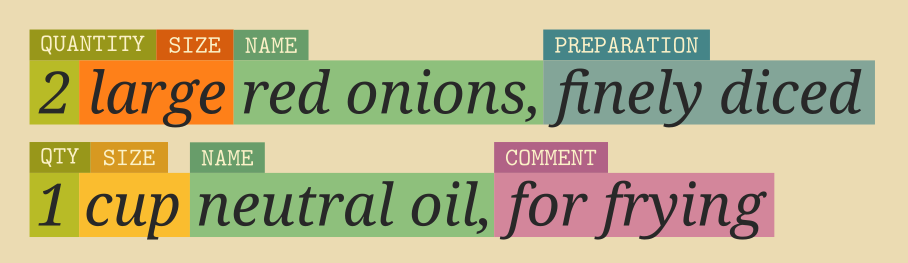 QUANTITY SIZE NAME PREPARATION
2 large red onions, finely diced
QTY SIZE NAME COMMENT
1 cup neutral oil, for frying